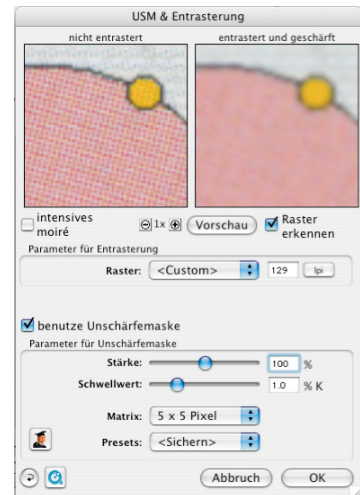 USM & Entrasterung
nicht entrastert
entrastert und geschärft
intensives
moiré
1x
Vorschau
Raster
erkennen
Parameter für Entrasterung
Raster:
<Custom>
129
lpi
benutze Unschärfemaske
Parameter für Unschärfemaske
Stärke:
100
%
Schwellwert:
1.0
% K
Matrix:
5 x 5 Pixel
Presets:
<Sichern>
Abbruch
OK